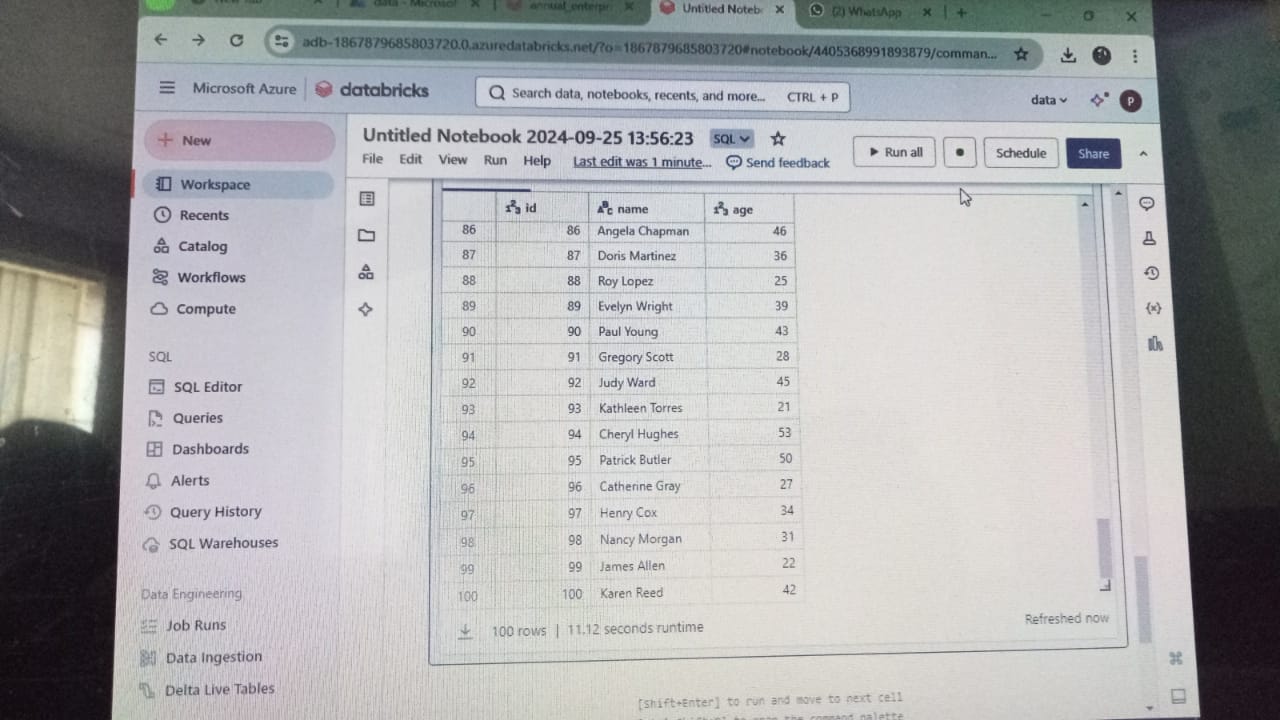 New Tab
data - Microsof
annual_enterpri
Untitled Noteb
(2) WhatsApp
adb-1867879685803720.0.azuredatabricks.net/?o=1867879685803720#notebook/4405368991893879/comman...
Microsoft Azure
databricks
Search data, notebooks, recents, and more...
CTRL + P
data
P
New
Untitled Notebook 2024-09-25 13:56:23
SQL
Run all
Schedule
Share
File Edit View Run Help Last edit was 1 minute... Send feedback
Workspace
Recents
Catalog
Workflows
Compute
SQL
SQL Editor
Queries
Dashboards
Alerts
Query History
SQL Warehouses
Data Engineering
Job Runs
Data Ingestion
Delta Live Tables
id name age
86 86 Angela Chapman 46
87 87 Doris Martinez 36
88 88 Roy Lopez 25
89 89 Evelyn Wright 39
90 90 Paul Young 43
91 91 Gregory Scott 28
92 92 Judy Ward 45
93 93 Kathleen Torres 21
94 94 Cheryl Hughes 53
95 95 Patrick Butler 50
96 96 Catherine Gray 27
97 97 Henry Cox 34
98 98 Nancy Morgan 31
99 99 James Allen 22
100 100 Karen Reed 42
100 rows | 11.12 seconds runtime
Refreshed now
[Shift+Enter] to run and move to next cell
to open the command palette